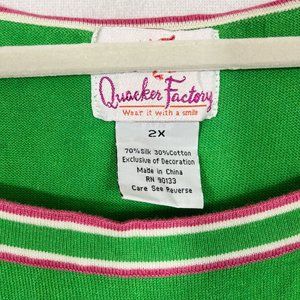 Quacker Factory
Wear it with a smile
2X
70% Silk 30% Cotton
Exclusive of Decoration
Made in China
RN 90133
Care See Reverse